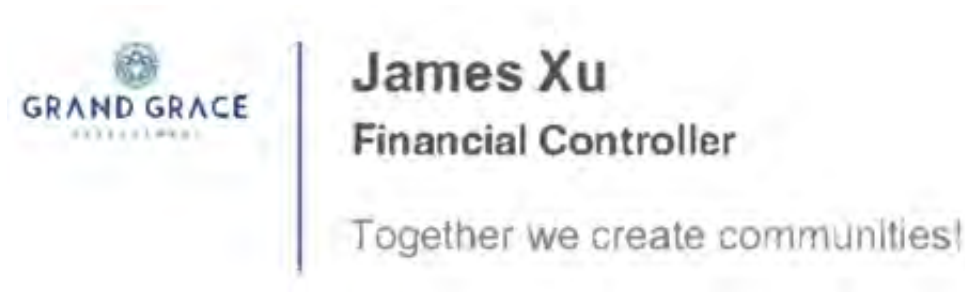 GRAND GRACE
James Xu
Financial Controller
Together we create communities!